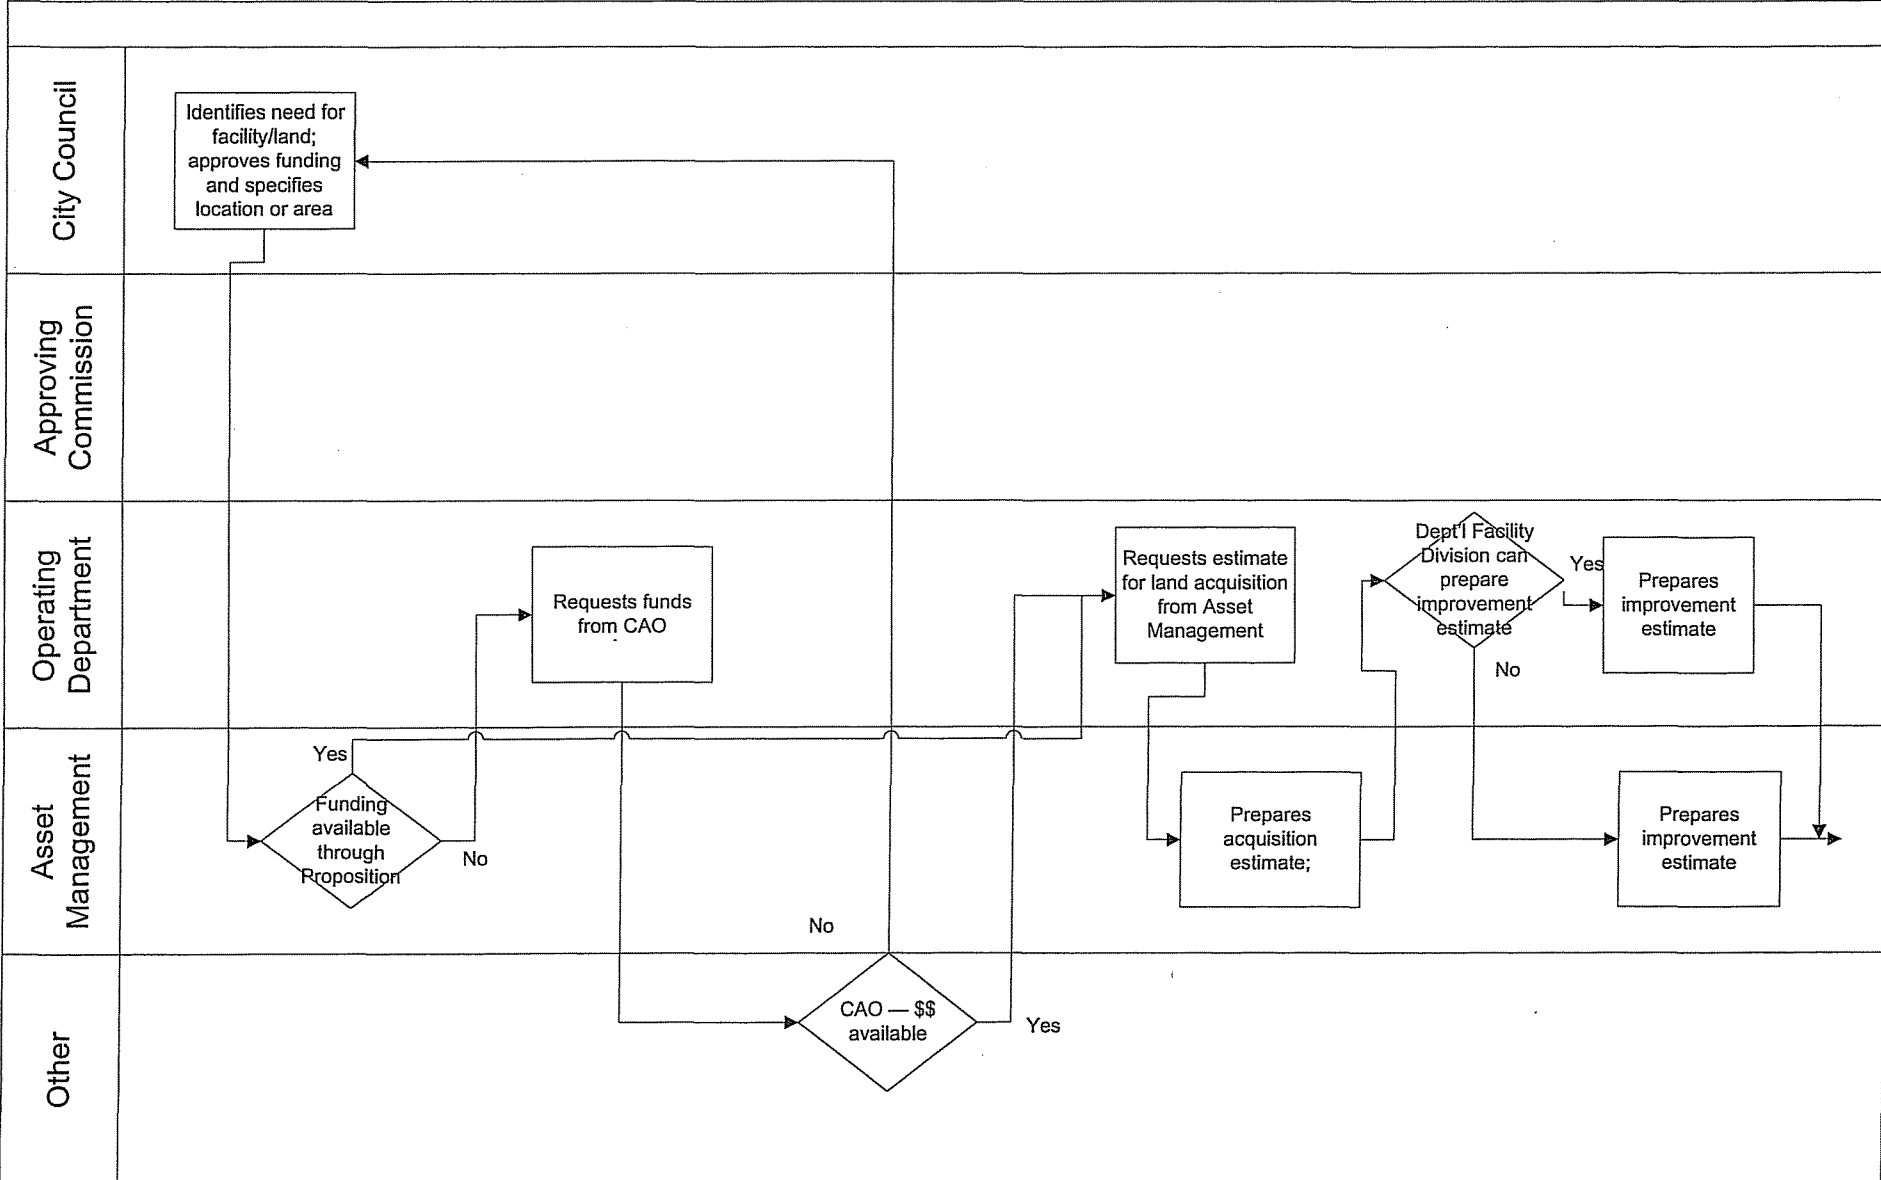 City Council
Identifies need for
facility/land;
approves funding
and specifies
location or area
Approving
Commission
Operating
Department
Requests funds
from CAO
Requests estimate
for land acquisition
from Asset
Management
Dept'l Facility
Division can
prepare
improvement
estimate
Yes
No
Prepares
improvement
estimate
Asset
Management
Yes
Funding
available
through
Proposition
No
Prepares
acquisition
estimate;
Prepares
improvement
estimate
No
Other
CAO — $$
available
Yes